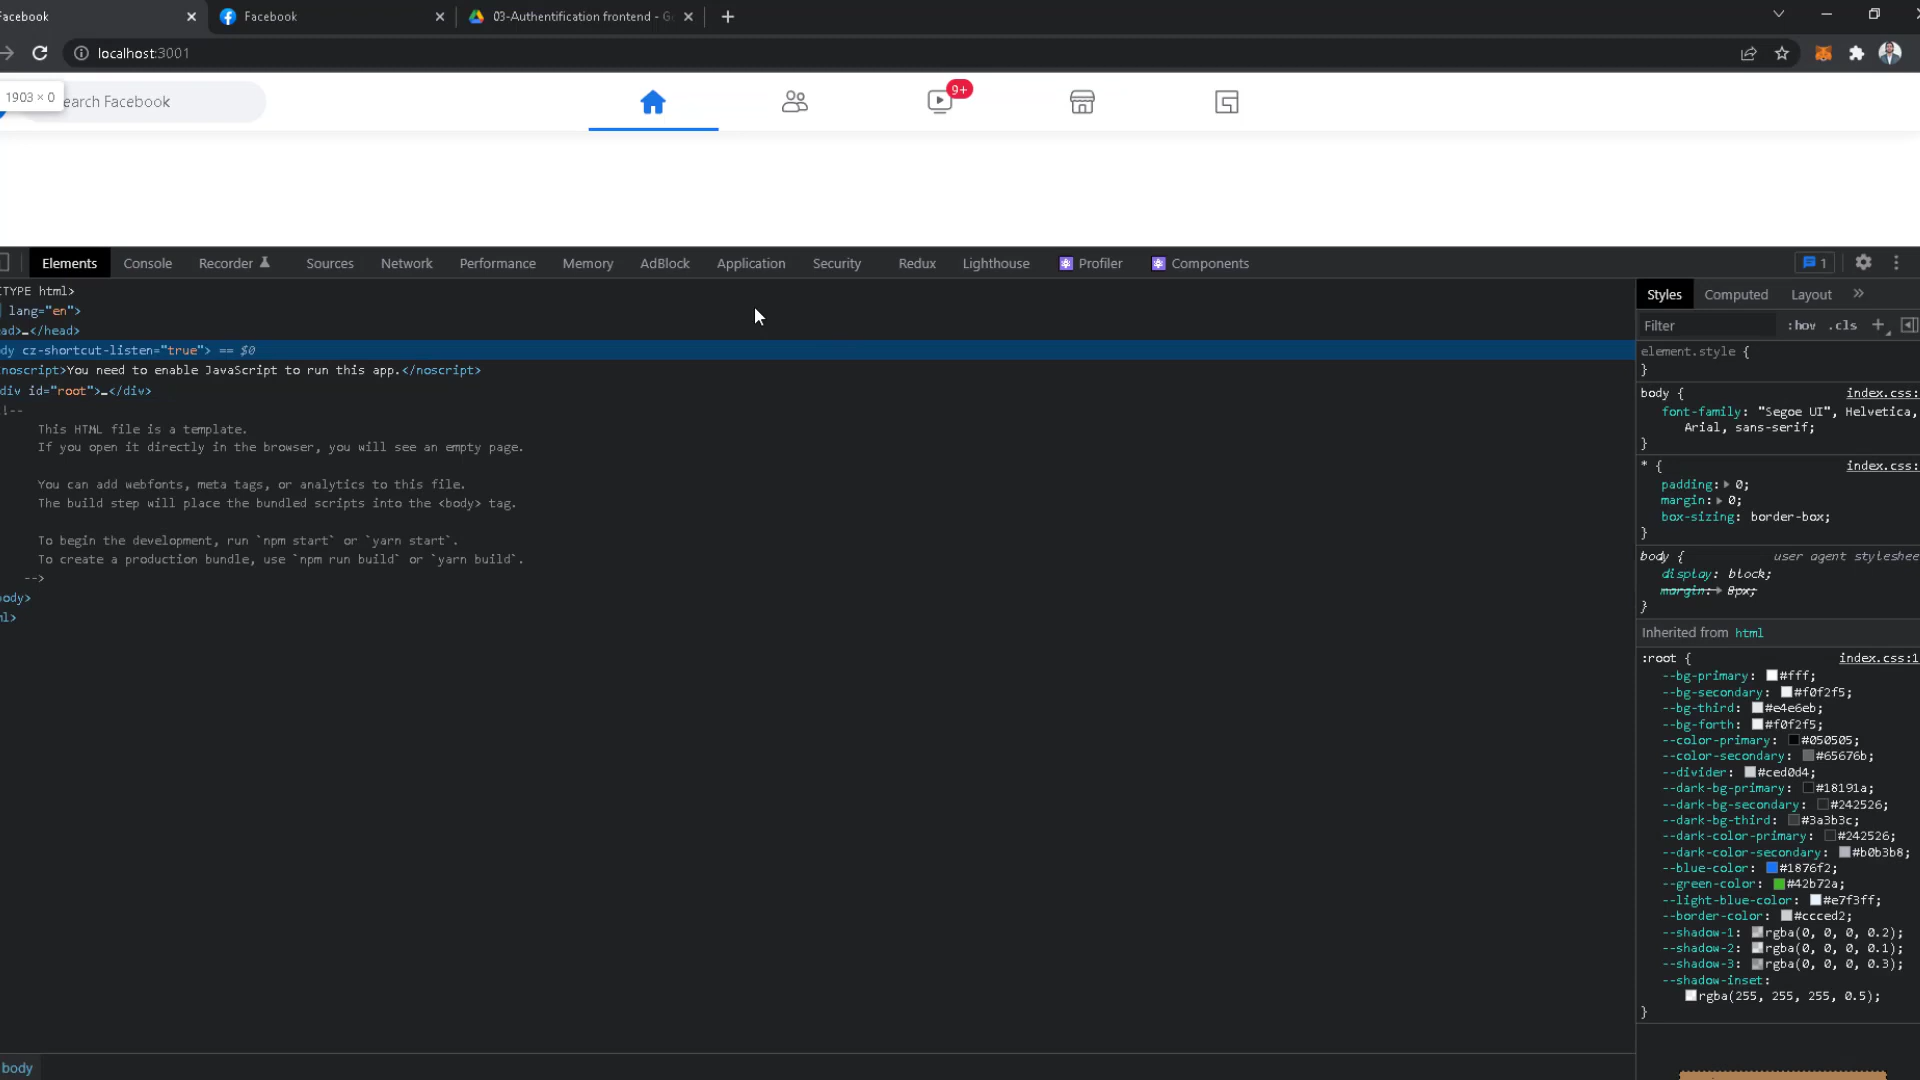 Facebook
Facebook
03-Authentification frontend - G
localhost:3001
1903 × 0
earch Facebook
9+
Elements
Console
Recorder
Sources
Network
Performance
Memory
AdBlock
Application
Security
Redux
Lighthouse
Profiler
Components
1
TYPE html>
lang="en">
ad>…</head>
dy cz-shortcut-listen="true"> == $0
noscript>You need to enable JavaScript to run this app.</noscript>
div id="root">…</div>
!--
This HTML file is a template.
If you open it directly in the browser, you will see an empty page.
You can add webfonts, meta tags, or analytics to this file.
The build step will place the bundled scripts into the <body> tag.
To begin the development, run `npm start` or `yarn start`.
To create a production bundle, use `npm run build` or `yarn build`.
-->
ody>
ml>
body
Styles
Computed
Layout
»
Filter
:hov
.cls
+
element.style {
}
body {
index.css:
font-family: "Segoe UI", Helvetica,
Arial, sans-serif;
}
* {
index.css:
padding: 0;
margin: 0;
box-sizing: border-box;
}
body {
user agent styleshee
display: block;
margin: 8px;
}
Inherited from html
:root {
index.css:1
--bg-primary: #fff;
--bg-secondary: #f0f2f5;
--bg-third: #e4e6eb;
--bg-forth: #f0f2f5;
--color-primary: #050505;
--color-secondary: #65676b;
--divider: #ced0d4;
--dark-bg-primary: #18191a;
--dark-bg-secondary: #242526;
--dark-bg-third: #3a3b3c;
--dark-color-primary: #242526;
--dark-color-secondary: #b0b3b8;
--blue-color: #1876f2;
--green-color: #42b72a;
--light-blue-color: #e7f3ff;
--border-color: #ccced2;
--shadow-1: rgba(0, 0, 0, 0.2);
--shadow-2: rgba(0, 0, 0, 0.1);
--shadow-3: rgba(0, 0, 0, 0.3);
--shadow-inset:
rgba(255, 255, 255, 0.5);
}